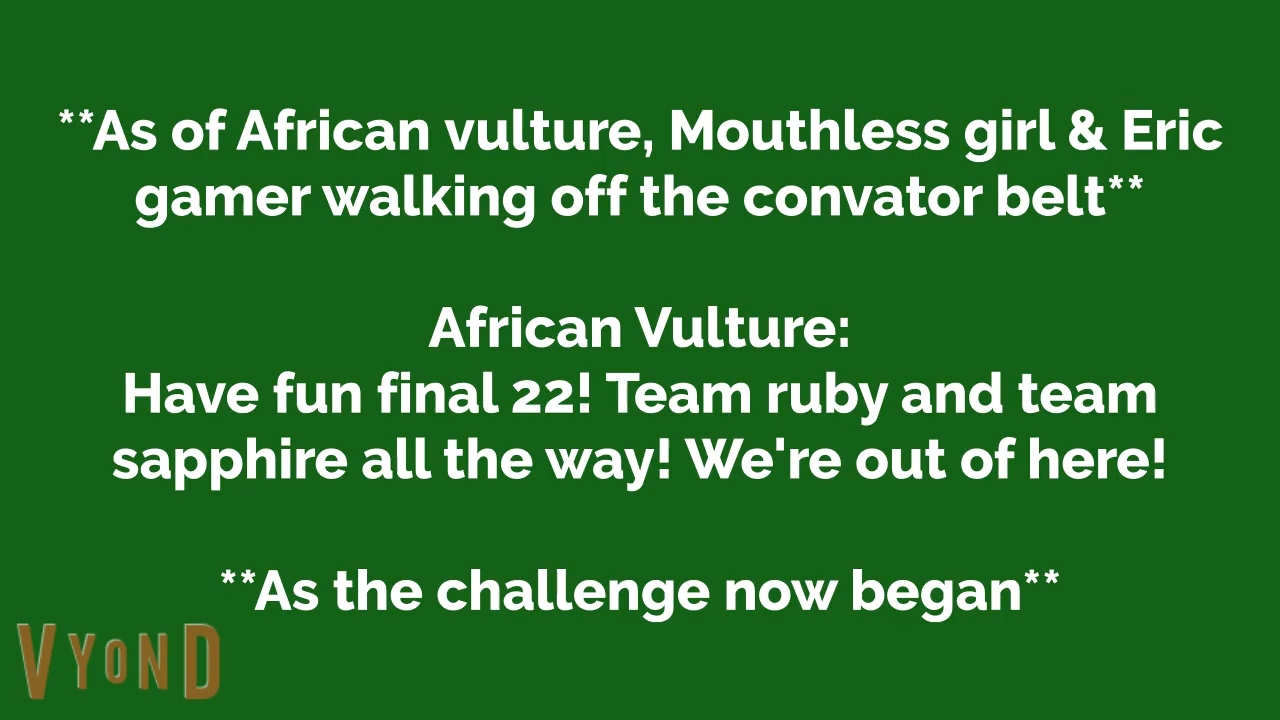 **As of African vulture, Mouthless girl & Eric
gamer walking off the convator belt**
African Vulture:
Have fun final 22! Team ruby and team
sapphire all the way! We're out of here!
**As the challenge now began**
VYOND